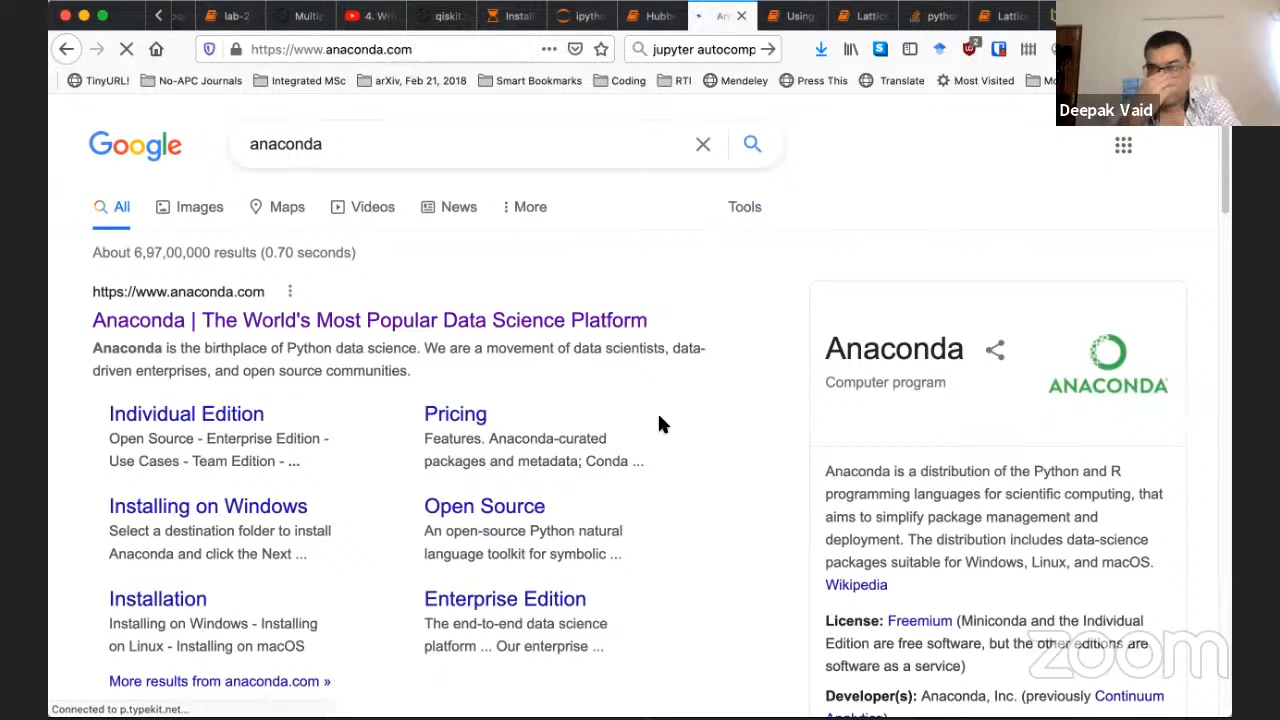 lab-2
Multip
4. Wri
qiskit.
Install
ipytho
Hubb
An
Using
Lattic
pytho
Lattic
https://www.anaconda.com
jupyter autocomp
2
TinyURL!
No-APC Journals
Integrated MSc
arXiv, Feb 21, 2018
Smart Bookmarks
Coding
RTI
Mendeley
Press This
Translate
Most Visited
Mo
Deepak Vaid
Google
anaconda
All
Images
Maps
Videos
News
More
Tools
About 6,97,00,000 results (0.70 seconds)
https://www.anaconda.com
Anaconda | The World's Most Popular Data Science Platform
Anaconda is the birthplace of Python data science. We are a movement of data scientists, data-
driven enterprises, and open source communities.
Individual Edition
Open Source - Enterprise Edition -
Use Cases - Team Edition - ...
Pricing
Features. Anaconda-curated
packages and metadata; Conda ...
Installing on Windows
Select a destination folder to install
Anaconda and click the Next ...
Open Source
An open-source Python natural
language toolkit for symbolic ...
Installation
Installing on Windows - Installing
on Linux - Installing on macOS
Enterprise Edition
The end-to-end data science
platform ... Our enterprise ...
More results from anaconda.com »
Anaconda
Computer program
ANACONDA
Anaconda is a distribution of the Python and R
programming languages for scientific computing, that
aims to simplify package management and
deployment. The distribution includes data-science
packages suitable for Windows, Linux, and macOS.
Wikipedia
License: Freemium (Miniconda and the Individual
Edition are free software, but the other editions are
software as a service)
Developer(s): Anaconda, Inc. (previously Continuum
zoom
Connected to p.typekit.net...